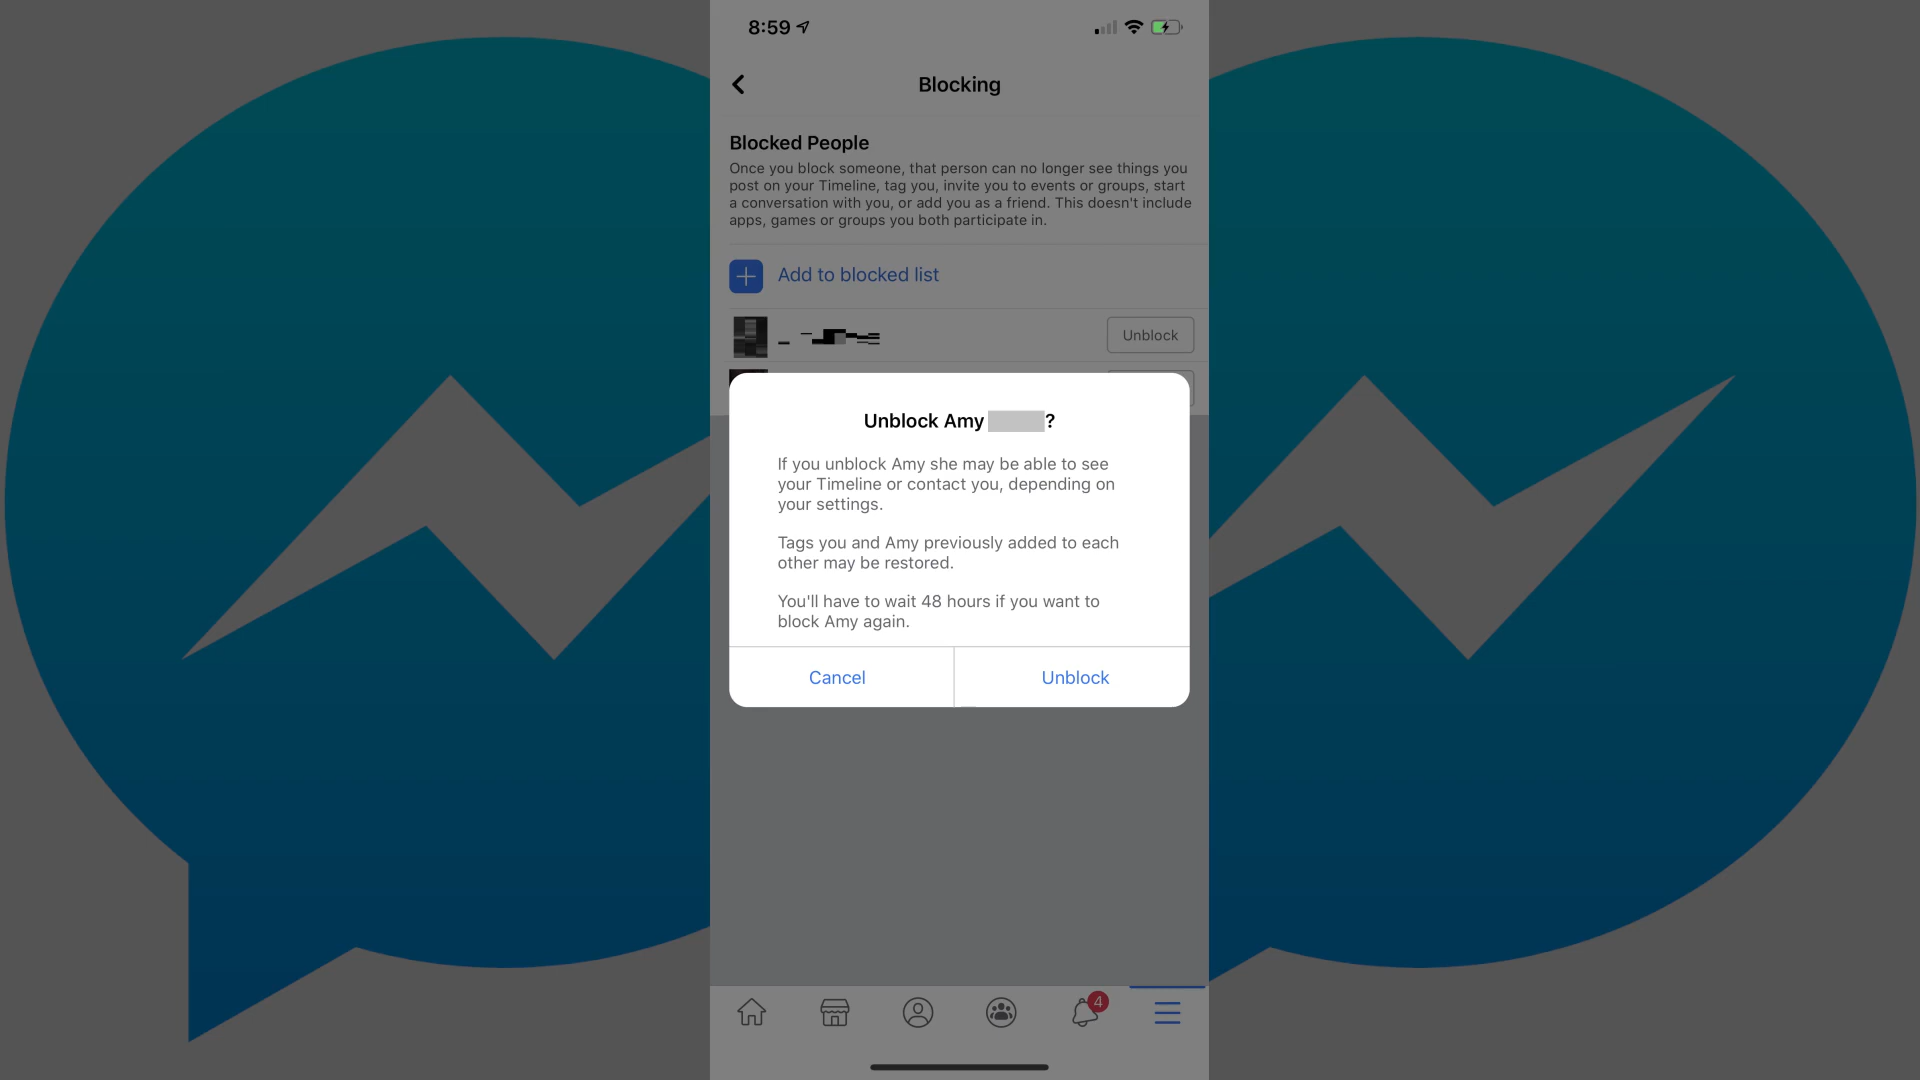 8:59
Blocking
Blocked People
Once you block someone, that person can no longer see things you
post on your Timeline, tag you, invite you to events or groups, start
a conversation with you, or add you as a friend. This doesn't include
apps, games or groups you both participate in.
Add to blocked list
Unblock
Unblock Amy ?
If you unblock Amy she may be able to see
your Timeline or contact you, depending on
your settings.
Tags you and Amy previously added to each
other may be restored.
You'll have to wait 48 hours if you want to
block Amy again.
Cancel
Unblock
4